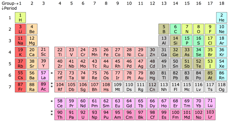 Group→1 2 3 4 5 6 7 8 9 10 11 12 13 14 15 16 17 18
↓Period
1 2
1 H He
3 4 5 6 7 8 9 10
2 Li Be B C N O F Ne
11 12 13 14 15 16 17 18
3 Na Mg Al Si P S Cl Ar
19 20 21 22 23 24 25 26 27 28 29 30 31 32 33 34 35 36
4 K Ca Sc Ti V Cr Mn Fe Co Ni Cu Zn Ga Ge As Se Br Kr
37 38 39 40 41 42 43 44 45 46 47 48 49 50 51 52 53 54
5 Rb Sr Y Zr Nb Mo Tc Ru Rh Pd Ag Cd In Sn Sb Te I Xe
55 56 57 72 73 74 75 76 77 78 79 80 81 82 83 84 85 86
6 Cs Ba La Hf Ta W Re Os Ir Pt Au Hg Tl Pb Bi Po At Rn
87 88 89 104 105 106 107 108 109 110 111 112 113 114 115 116 117 118
7 Fr Ra Ac Rf Db Sg Bh Hs Mt Ds Rg Cn Nh Fl Mc Lv Ts Og
58 59 60 61 62 63 64 65 66 67 68 69 70 71
Ce Pr Nd Pm Sm Eu Gd Tb Dy Ho Er Tm Yb Lu
90 91 92 93 94 95 96 97 98 99 100 101 102 103
Th Pa U Np Pu Am Cm Bk Cf Es Fm Md No Lr